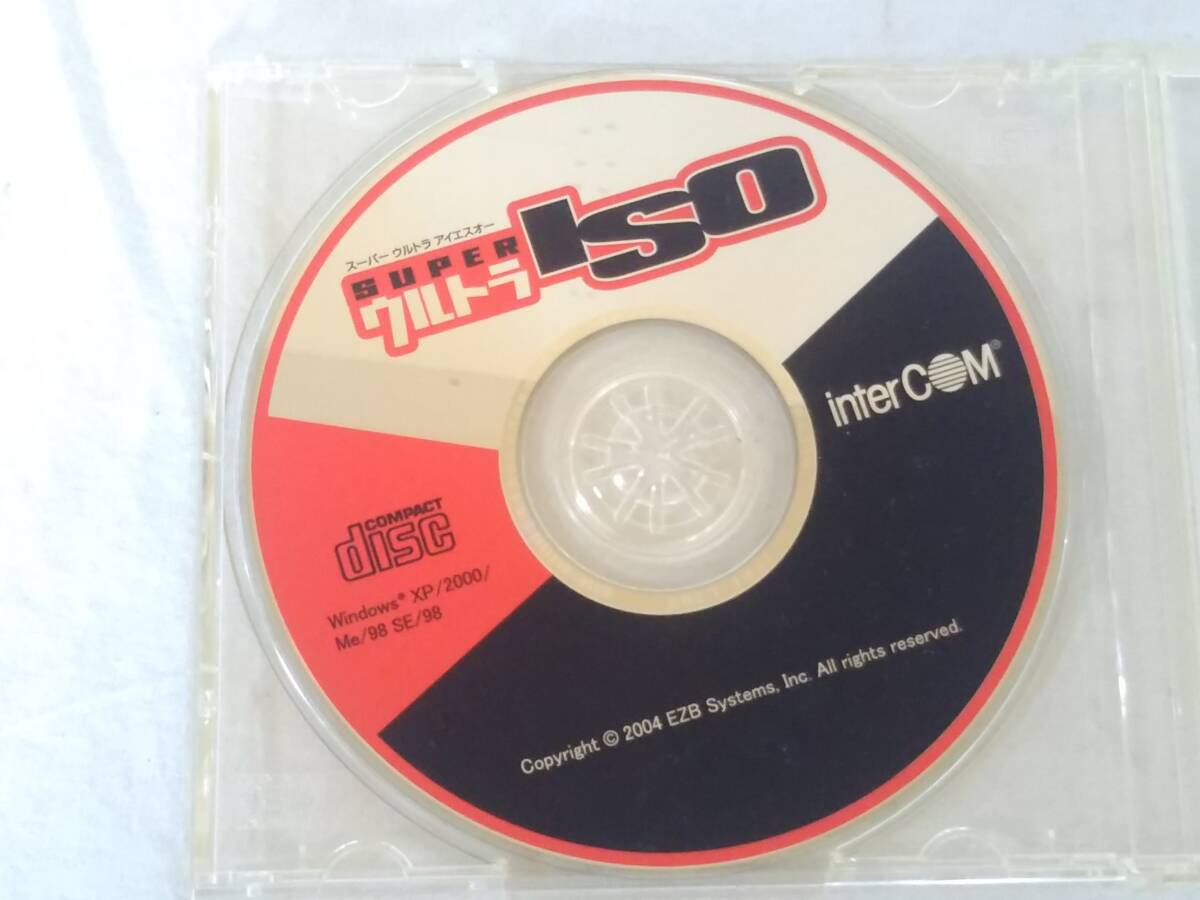 スーパー ウルトラ アイエスオー
SUPER
ウルトラ
ISO
interCOM®
COMPACT
disc
Windows® XP/2000/
Me/98 SE/98
Copyright © 2004 EZB Systems, Inc. All rights reserved.